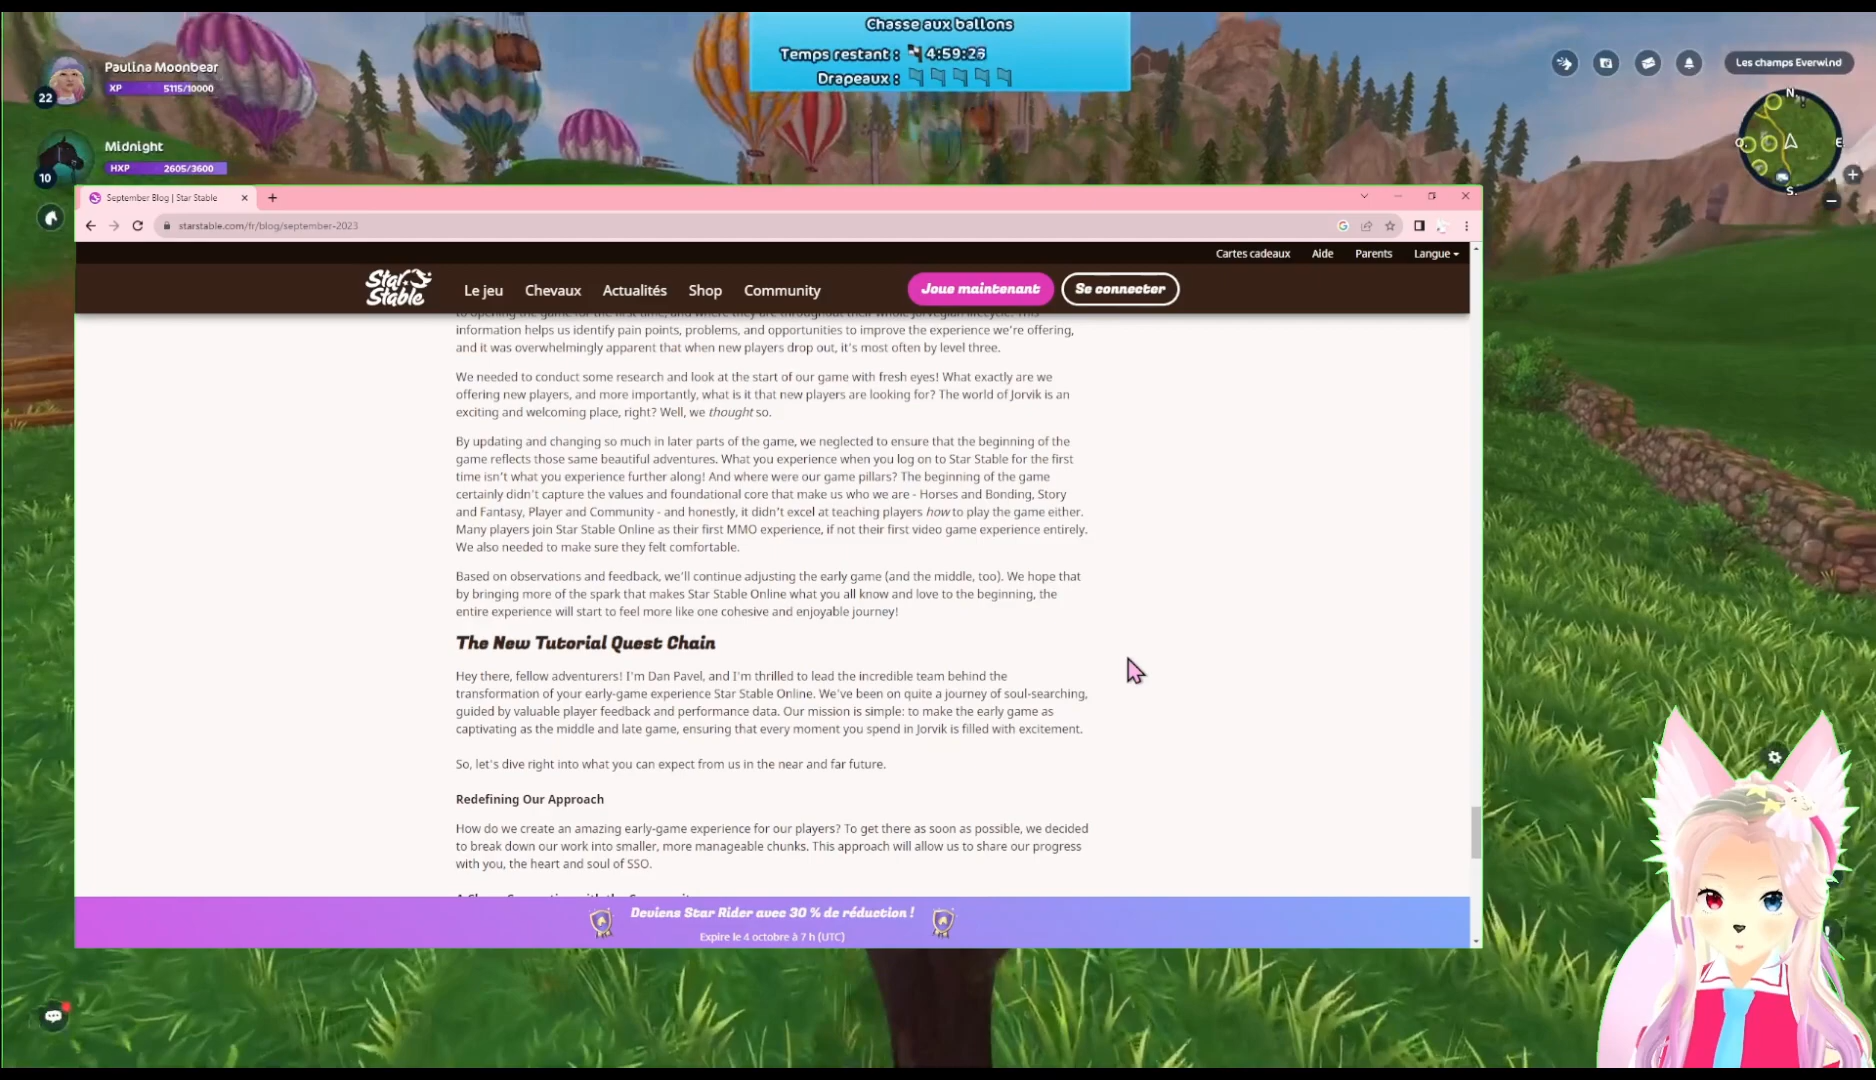 Chasse aux ballons
Temps restant : 4:59:23
Drapeaux :
Paulina Moonbear
22
XP 5115/10000
Midnight
10
HXP 2605/3600
Les champs Everwind
N.
O.
E
S.
September Blog | Star Stable
starstable.com/fr/blog/september-2023
Cartes cadeaux Aide Parents Langue
Star Stable
Le jeu Chevaux Actualités Shop Community Joue maintenant Se connecter
to opening the game for the first time, and where they are throughout their whole Jorvegian lifecycle. This
information helps us identify pain points, problems, and opportunities to improve the experience we're offering,
and it was overwhelmingly apparent that when new players drop out, it's most often by level three.
We needed to conduct some research and look at the start of our game with fresh eyes! What exactly are we
offering new players, and more importantly, what is it that new players are looking for? The world of Jorvik is an
exciting and welcoming place, right? Well, we thought so.
By updating and changing so much in later parts of the game, we neglected to ensure that the beginning of the
game reflects those same beautiful adventures. What you experience when you log on to Star Stable for the first
time isn't what you experience further along! And where were our game pillars? The beginning of the game
certainly didn't capture the values and foundational core that make us who we are - Horses and Bonding, Story
and Fantasy, Player and Community - and honestly, it didn't excel at teaching players how to play the game either.
Many players join Star Stable Online as their first MMO experience, if not their first video game experience entirely.
We also needed to make sure they felt comfortable.
Based on observations and feedback, we'll continue adjusting the early game (and the middle, too). We hope that
by bringing more of the spark that makes Star Stable Online what you all know and love to the beginning, the
entire experience will start to feel more like one cohesive and enjoyable journey!
The New Tutorial Quest Chain
Hey there, fellow adventurers! I'm Dan Pavel, and I'm thrilled to lead the incredible team behind the
transformation of your early-game experience Star Stable Online. We've been on quite a journey of soul-searching,
guided by valuable player feedback and performance data. Our mission is simple: to make the early game as
captivating as the middle and late game, ensuring that every moment you spend in Jorvik is filled with excitement.
So, let's dive right into what you can expect from us in the near and far future.
Redefining Our Approach
How do we create an amazing early-game experience for our players? To get there as soon as possible, we decided
to break down our work into smaller, more manageable chunks. This approach will allow us to share our progress
with you, the heart and soul of SSO.
Deviens Star Rider avec 30 % de réduction !
Expire le 4 octobre à 7 h (UTC)